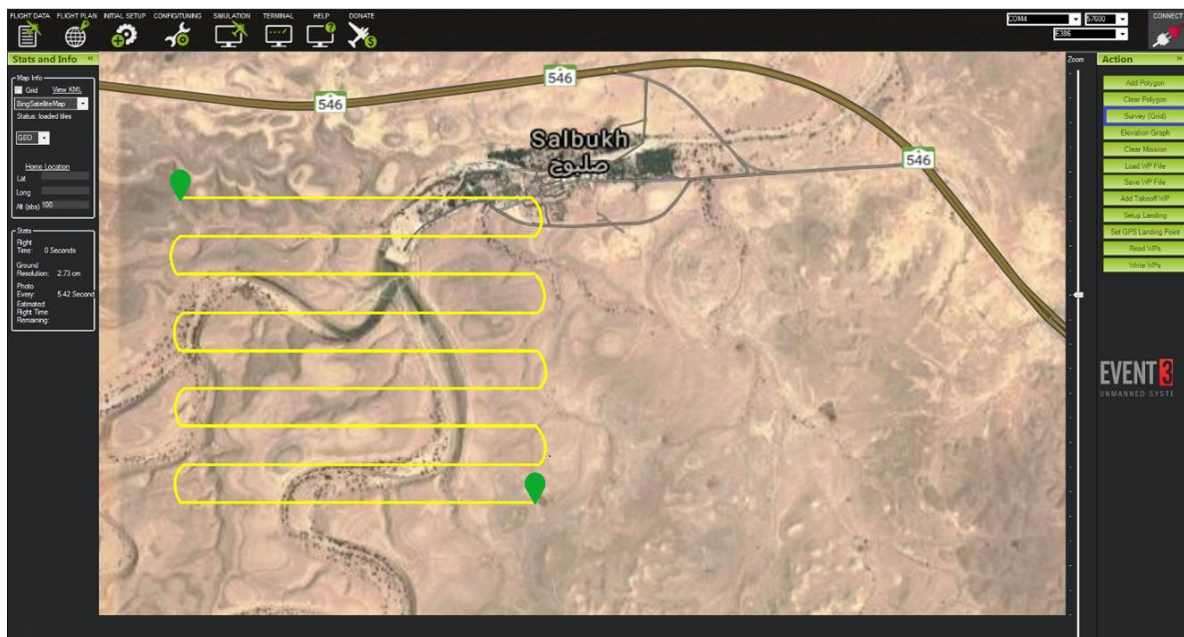 FLIGHT DATA FLIGHT PLAN INITIAL SETUP CONFIG/TUNING SIMULATION TERMINAL HELP DONATE
COM4 57600 CONNECT
E386
Stats and Info
Map Info
Grid View KML
BingSatelliteMap
Status: loaded tiles
GEO
Home Location
Lat
Long
Alt (abs) 100
Stats
Flight
Time: 0 Seconds
Ground
Resolution: 2.73 cm
Photo
Every: 5.42 Second
Estimated
Flight Time
Remaining:
546
546
Salbukh
صلبوخ
546
Zoom
Action
Add Polygon
Clear Polygon
Survey (Grid)
Elevation Graph
Clear Mission
Load WP File
Save WP File
Add Takeoff WP
Setup Landing
Set GPS Landing Point
Read WPs
Write WPs
EVENT 3
UNMANNED SYSTE